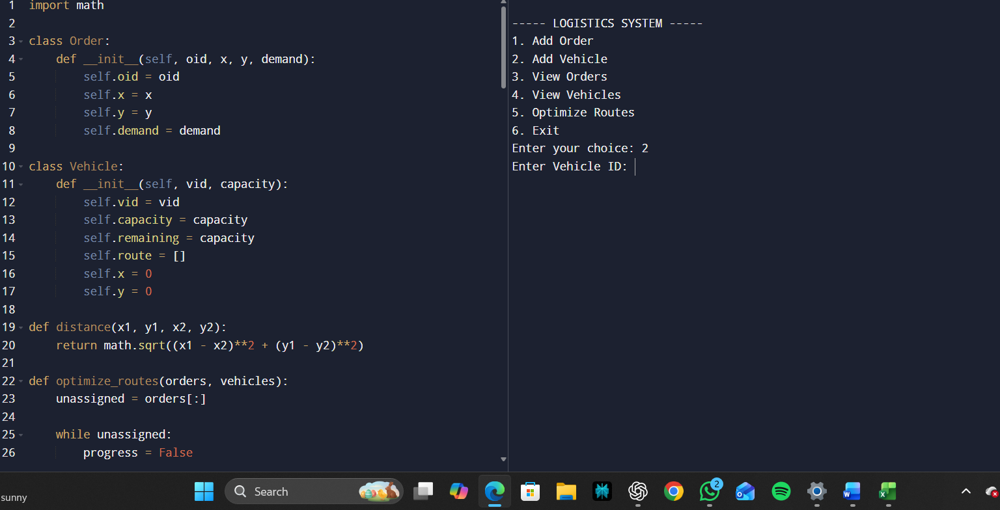 1 import math
2
3 class Order:
4     def __init__(self, oid, x, y, demand):
5         self.oid = oid
6         self.x = x
7         self.y = y
8         self.demand = demand
9
10 class Vehicle:
11     def __init__(self, vid, capacity):
12         self.vid = vid
13         self.capacity = capacity
14         self.remaining = capacity
15         self.route = []
16         self.x = 0
17         self.y = 0
18
19 def distance(x1, y1, x2, y2):
20     return math.sqrt((x1 - x2)**2 + (y1 - y2)**2)
21
22 def optimize_routes(orders, vehicles):
23     unassigned = orders[:]
24
25     while unassigned:
26         progress = False
----- LOGISTICS SYSTEM -----
1. Add Order
2. Add Vehicle
3. View Orders
4. View Vehicles
5. Optimize Routes
6. Exit
Enter your choice: 2
Enter Vehicle ID:
sunny
Search
2